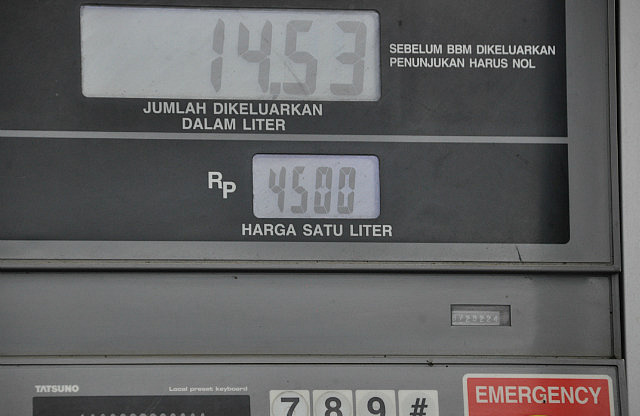 14.53
SEBELUM BBM DIKELUARKAN
PENUNJUKAN HARUS NOL
JUMLAH DIKELUARKAN
DALAM LITER
RP 4500
HARGA SATU LITER
TATSUNO
Local preset keyboard
7 8 9 #
EMERGENCY